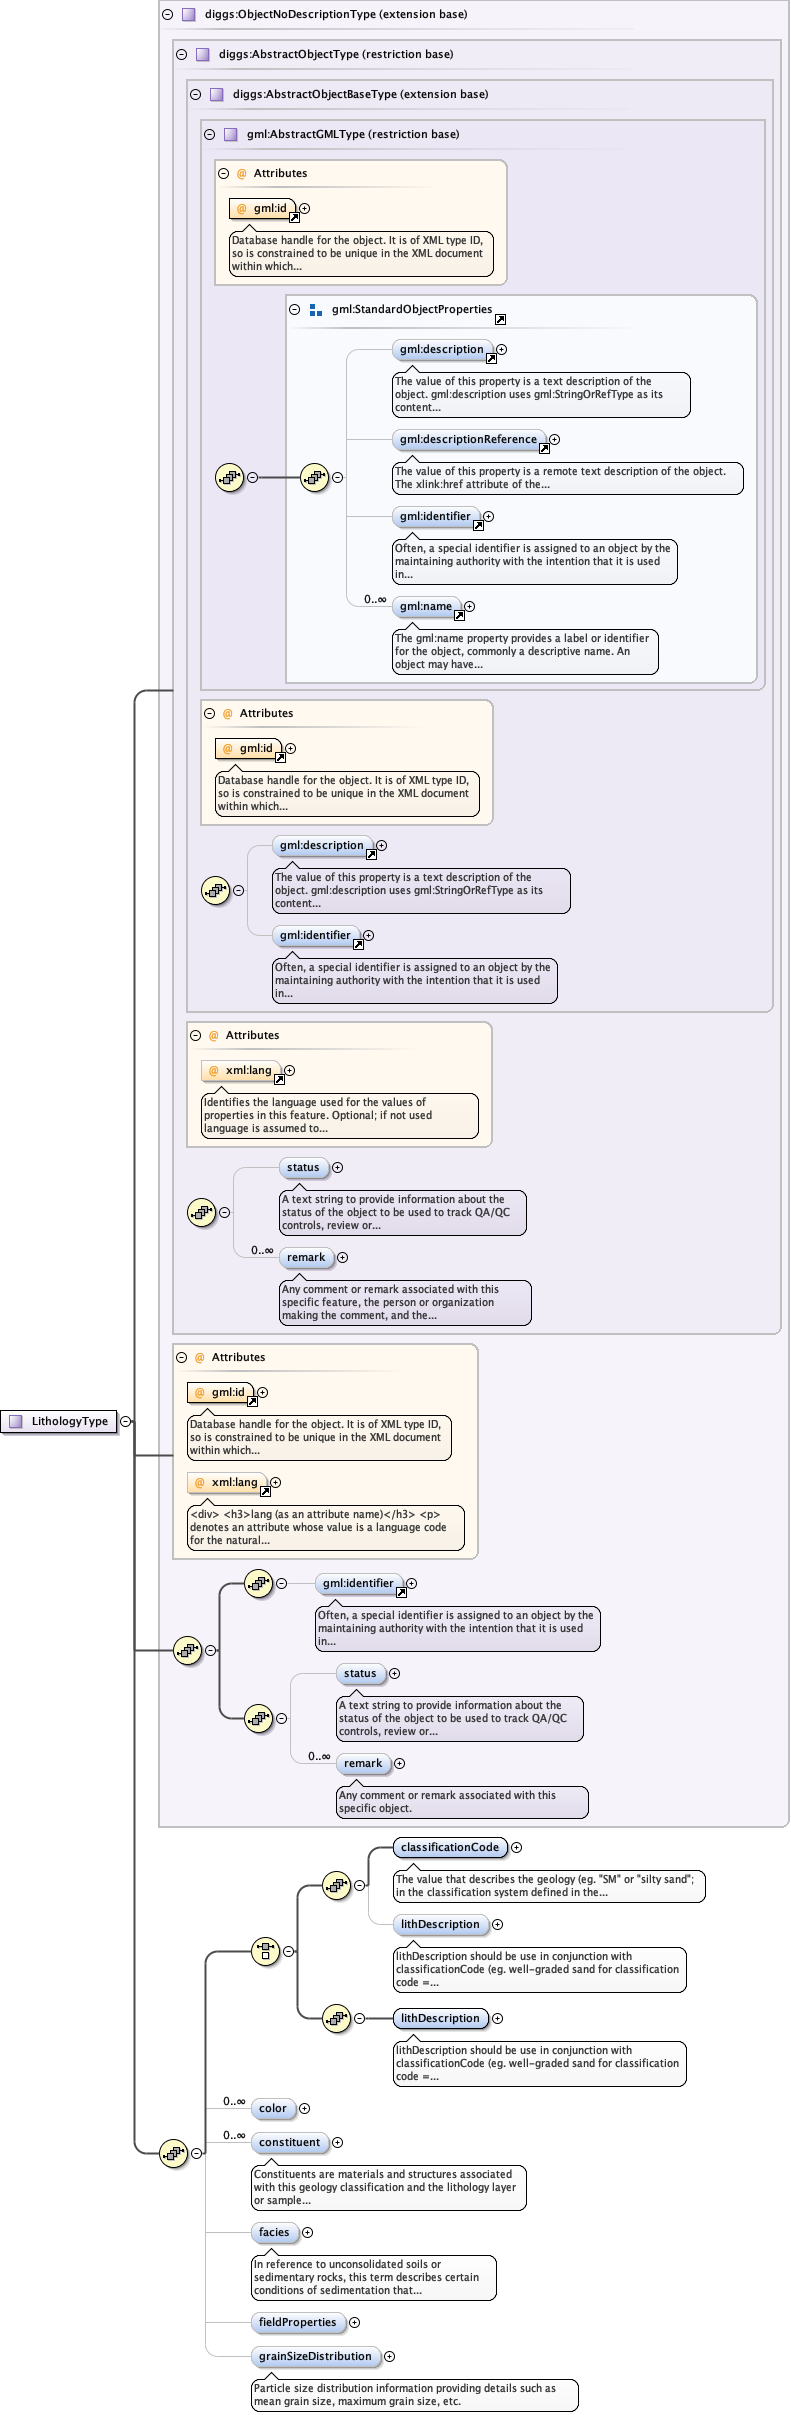 diggs:ObjectNoDescriptionType (extension base)
diggs:AbstractObjectType (restriction base)
diggs:AbstractObjectBaseType (extension base)
gml:AbstractGMLType (restriction base)
@ Attributes
@ gml:id
Database handle for the object. It is of XML type ID,
so is constrained to be unique in the XML document
within which...
gml:StandardObjectProperties
gml:description
The value of this property is a text description of the
object. gml:description uses gml:StringOrRefType as its
content...
gml:descriptionReference
The value of this property is a remote text description of the object.
The xlink:href attribute of the...
gml:identifier
Often, a special identifier is assigned to an object by the
maintaining authority with the intention that it is used
in...
0..∞
gml:name
The gml:name property provides a label or identifier
for the object, commonly a descriptive name. An
object may have...
@ Attributes
@ gml:id
Database handle for the object. It is of XML type ID,
so is constrained to be unique in the XML document
within which...
gml:description
The value of this property is a text description of the
object. gml:description uses gml:StringOrRefType as its
content...
gml:identifier
Often, a special identifier is assigned to an object by the
maintaining authority with the intention that it is used
in...
@ Attributes
@ xml:lang
Identifies the language used for the values of
properties in this feature. Optional; if not used
language is assumed to...
status
A text string to provide information about the
status of the object to be used to track QA/QC
controls, review or...
0..∞
remark
Any comment or remark associated with this
specific feature, the person or organization
making the comment, and the...
@ Attributes
@ gml:id
LithologyType
Database handle for the object. It is of XML type ID,
so is constrained to be unique in the XML document
within which...
@ xml:lang
<div> <h3>lang (as an attribute name)</h3> <p>
denotes an attribute whose value is a language code
for the natural...
gml:identifier
Often, a special identifier is assigned to an object by the
maintaining authority with the intention that it is used
in...
status
A text string to provide information about the
status of the object to be used to track QA/QC
controls, review or...
0..∞
remark
Any comment or remark associated with this
specific object.
classificationCode
The value that describes the geology (eg. "SM" or "silty sand";
in the classification system defined in the...
lithDescription
lithDescription should be use in conjunction with
classificationCode (eg. well-graded sand for classification
code =...
lithDescription
lithDescription should be use in conjunction with
classificationCode (eg. well-graded sand for classification
code =...
0..∞
color
0..∞
constituent
Constituents are materials and structures associated
with this geology classification and the lithology layer
or sample...
facies
In reference to unconsolidated soils or
sedimentary rocks, this term describes certain
conditions of sedimentation that...
fieldProperties
grainSizeDistribution
Particle size distribution information providing details such as
mean grain size, maximum grain size, etc.